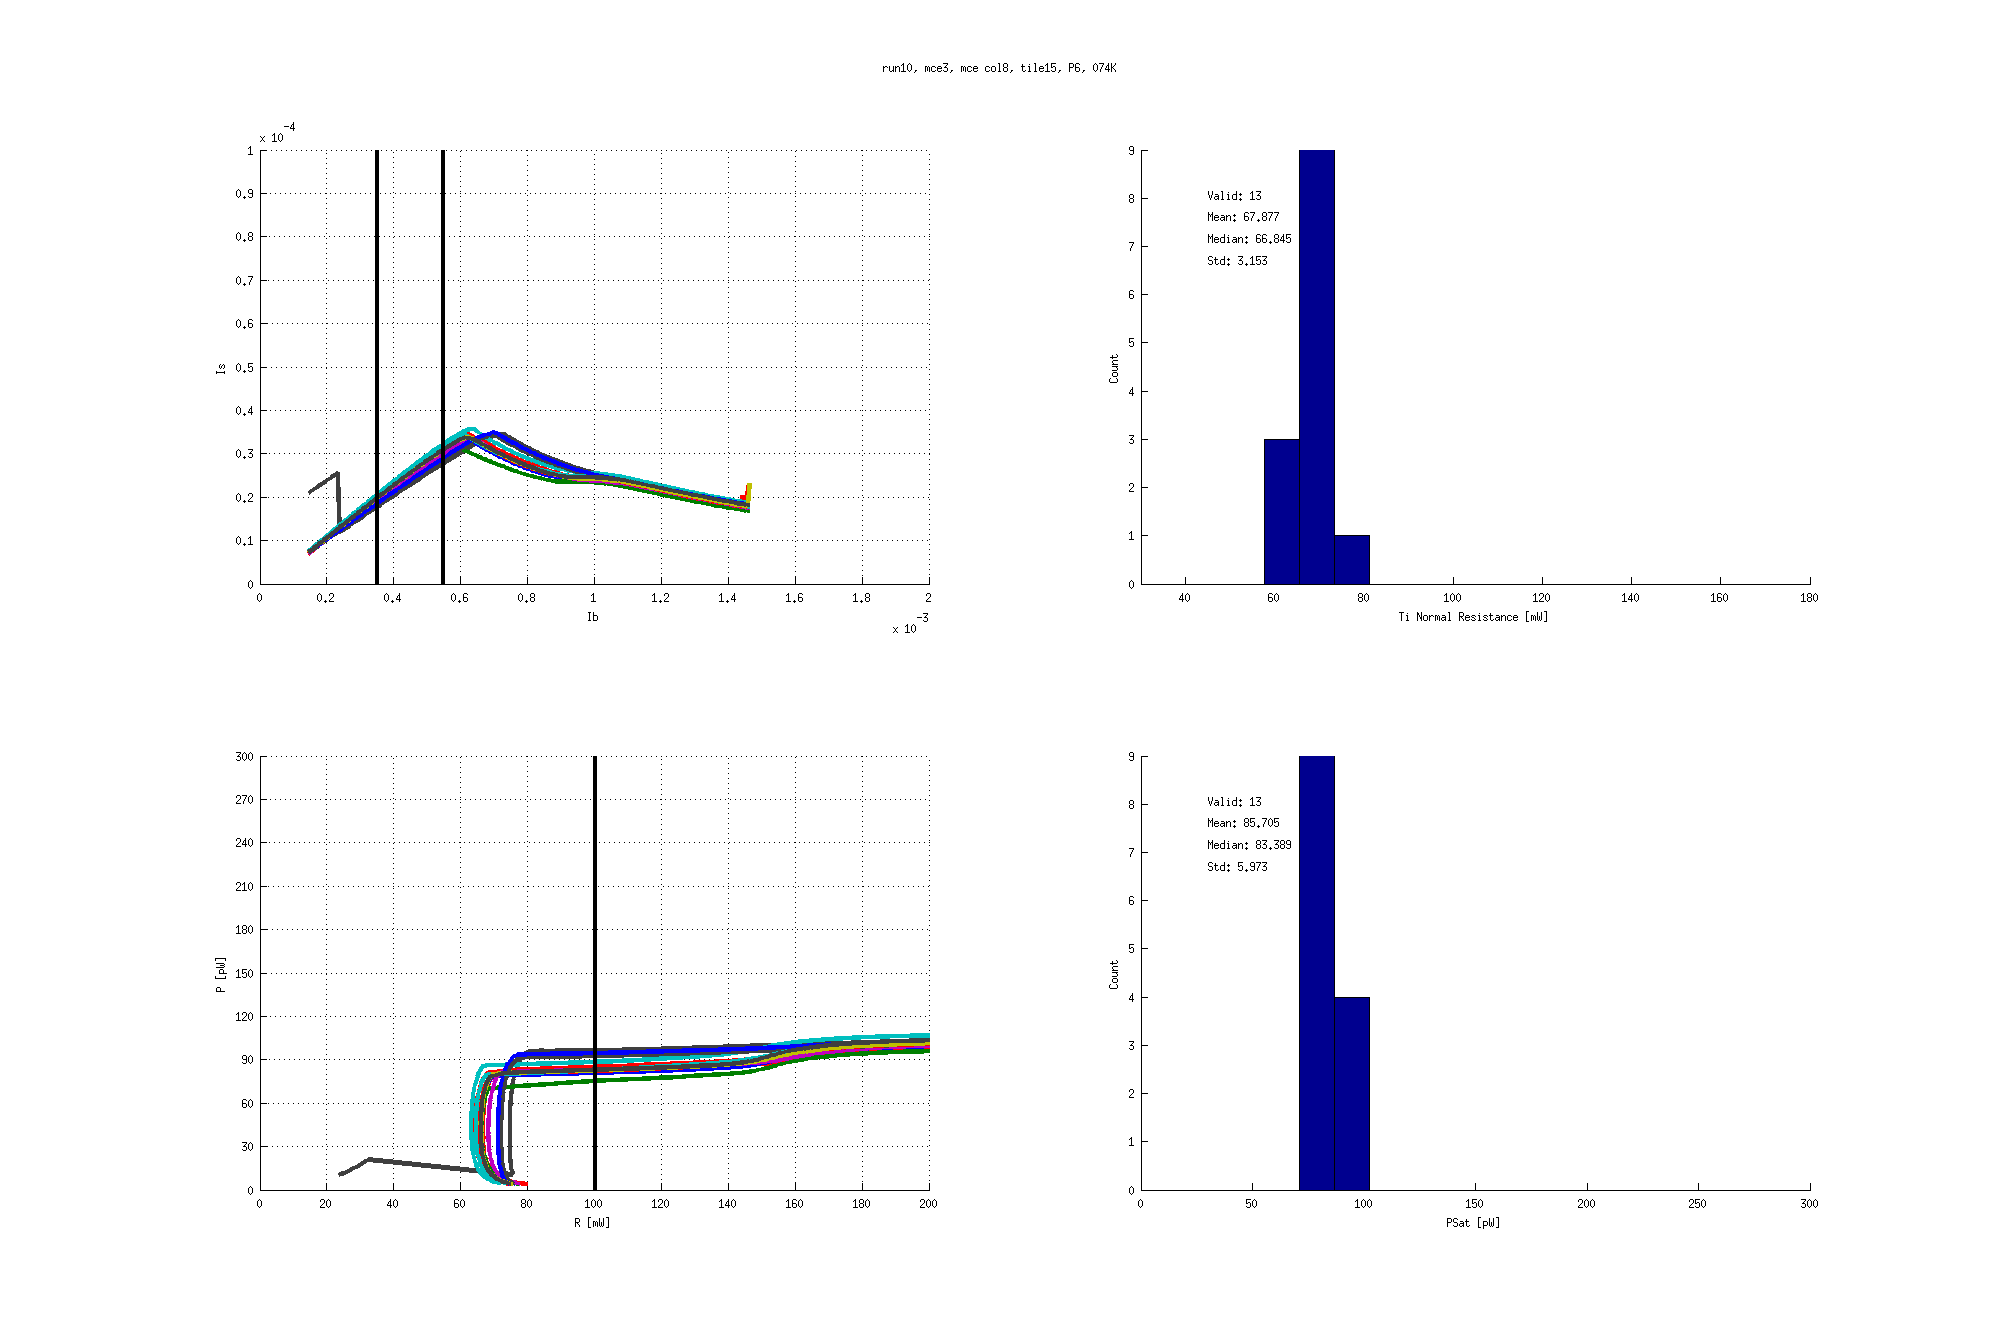 run10, mce3, mce col8, tile15, P6, 074K
x 10 -4
1
0.9
0.8
0.7
0.6
0.5
0.4
0.3
0.2
0.1
0
Is
0 0.2 0.4 0.6 0.8 1 1.2 1.4 1.6 1.8 2
Ib
x 10 -3
9
8
7
6
5
4
3
2
1
0
Count
Valid: 13
Mean: 67.877
Median: 66.845
Std: 3.153
40 60 80 100 120 140 160 180
Ti Normal Resistance [mW]
300
270
240
210
180
150
120
90
60
30
0
P [pW]
0 20 40 60 80 100 120 140 160 180 200
R [mW]
9
8
7
6
5
4
3
2
1
0
Count
Valid: 13
Mean: 85.705
Median: 83.389
Std: 5.973
0 50 100 150 200 250 300
PSat [pW]